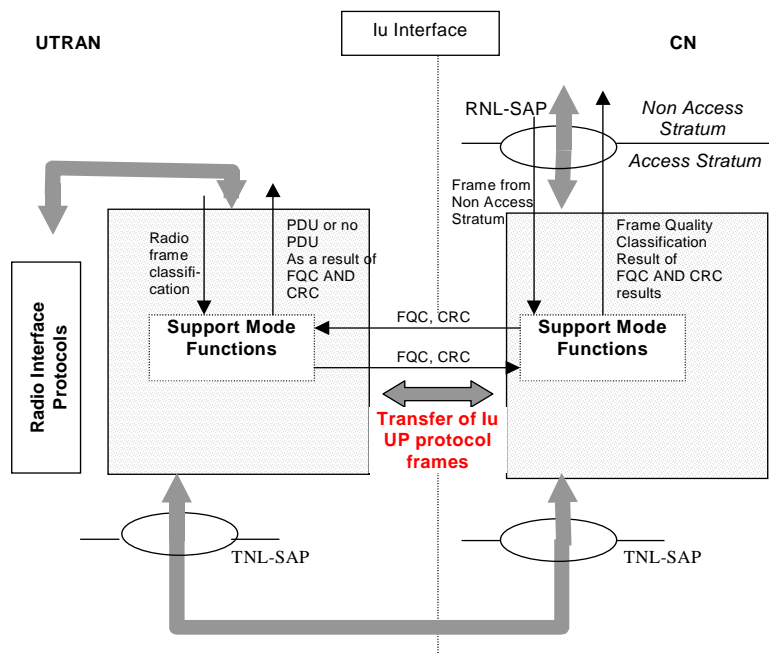 Iu Interface
UTRAN
CN
RNL-SAP
Non Access
Stratum
Access Stratum
Frame from
Non Access
Stratum
Radio
frame
classifi-
cation
PDU or no
PDU
As a result of
FQC AND
CRC
Frame Quality
Classification
Result of
FQC AND CRC
results
Radio Interface
Protocols
Support Mode
Functions
FQC, CRC
FQC, CRC
Support Mode
Functions
Transfer of Iu
UP protocol
frames
TNL-SAP
TNL-SAP